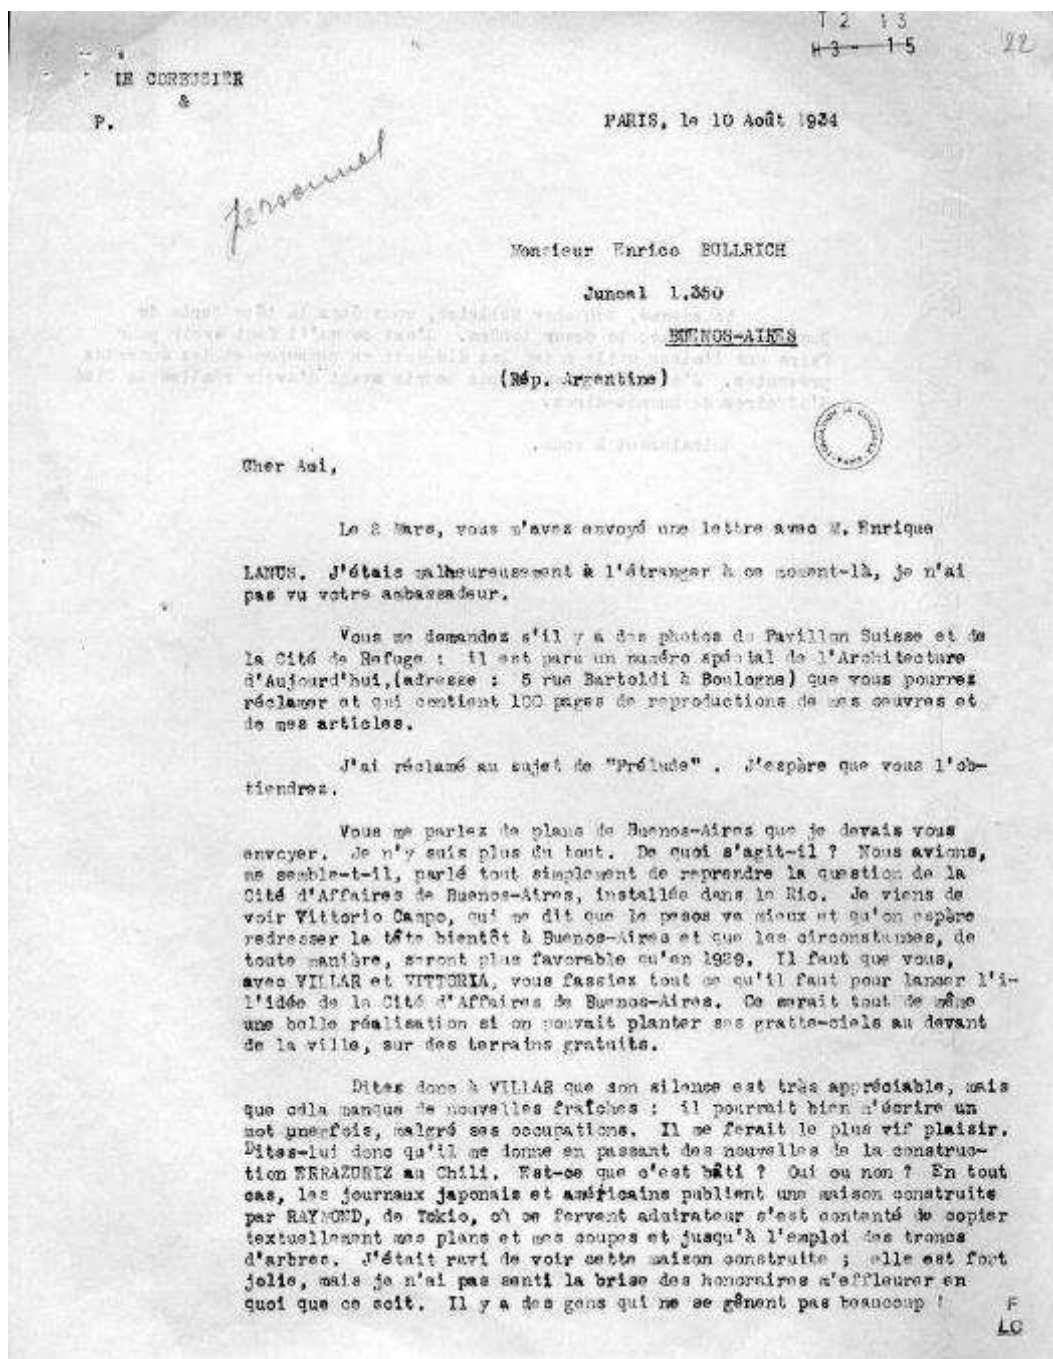 T2 13
H3- 15
22
LE CORBUSIER
&
P.
PARIS, le 10 Août 1934
Personnel
Monsieur Enrico BULLRICH
Juncal 1.350
BUENOS-AIRES
(Rép. Argentine)
Cher Ami,
Le 2 Mars, vous m'avez envoyé une lettre avec M. Enrique
LANUS. J'étais malheureusement à l'étranger à ce moment-là, je n'ai
pas vu votre ambassadeur.
Vous me demandez s'il y a des photos du Pavillon Suisse et de
la Cité de Refuge : il est paru un numéro spécial de l'Architecture
d'Aujourd'hui,(adresse : 5 rue Bartoldi à Boulogne) que vous pourrez
réclamer et qui contient 100 pages de reproductions de mes oeuvres et
de mes articles.
J'ai réclamé au sujet de "Prélude" . J'espère que vous l'ob-
tiendrez.
Vous me parlez de plans de Buenos-Aires que je devais vous
envoyer. Je n'y suis plus du tout. De quoi s'agit-il ? Nous avions,
me semble-t-il, parlé tout simplement de reprendre la question de la
Cité d'Affaires de Buenos-Aires, installée dans le Rio. Je viens de
voir Vittorio Campo, qui me dit que le pesos va mieux et qu'on espère
redresser la tête bientôt à Buenos-Aires et que les circonstances, de
toute manière, seront plus favorable qu'en 1929. Il faut que vous,
avec VILLAR et VITTORIA, vous fassiez tout ce qu'il faut pour lancer l'i-
l'idée de la Cité d'Affaires de Buenos-Aires. Ce serait tout de même
une belle réalisation si on pouvait planter ses gratte-ciels au devant
de la ville, sur des terrains gratuits.
Dites donc à VILLAR que son silence est très appréciable, mais
que cela manque de nouvelles fraîches : il pourrait bien m'écrire un
mot unefois, malgré ses occupations. Il me ferait le plus vif plaisir.
Dites-lui donc qu'il me donne en passant des nouvelles de la construc-
tion ERRAZURIZ au Chili. Est-ce que c'est bâti ? Oui ou non ? En tout
cas, les journaux japonais et américains publient une maison construite
par RAYMOND, de Tokio, où ce fervent admirateur s'est contenté de copier
textuellement mes plans et mes coupes et jusqu'à l'emploi des troncs
d'arbres. J'était ravi de voir cette maison construite ; elle est fort
jolie, mais je n'ai pas senti la brise des honoraires m'effleurer en
quoi que ce soit. Il y a des gens qui ne se gênent pas beaucoup !
F
LC